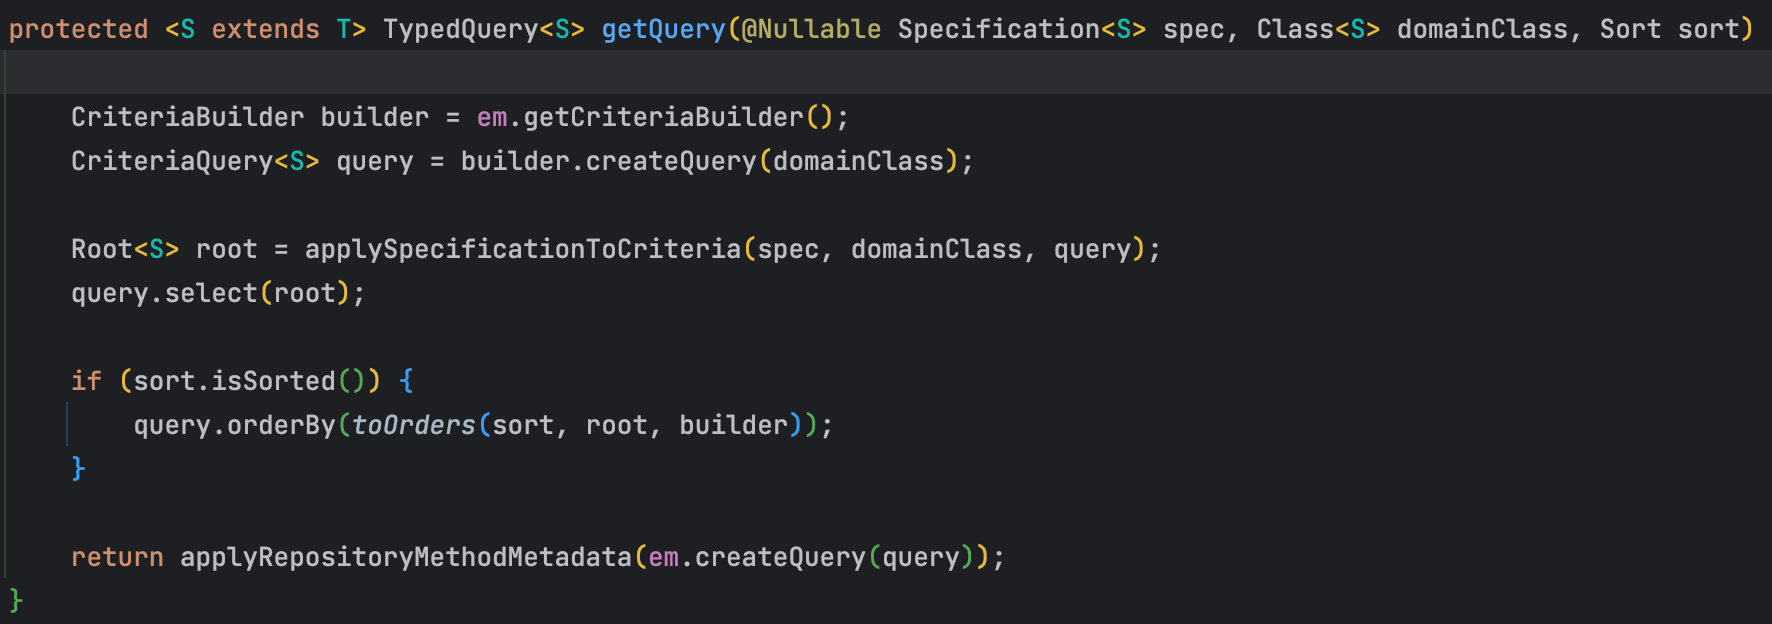 protected <S extends T> TypedQuery<S> getQuery(@Nullable Specification<S> spec, Class<S> domainClass, Sort sort)
CriteriaBuilder builder = em.getCriteriaBuilder();
CriteriaQuery<S> query = builder.createQuery(domainClass);
Root<S> root = applySpecificationToCriteria(spec, domainClass, query);
query.select(root);
if (sort.isSorted()) {
query.orderBy(toOrders(sort, root, builder));
}
return applyRepositoryMethodMetadata(em.createQuery(query));
}